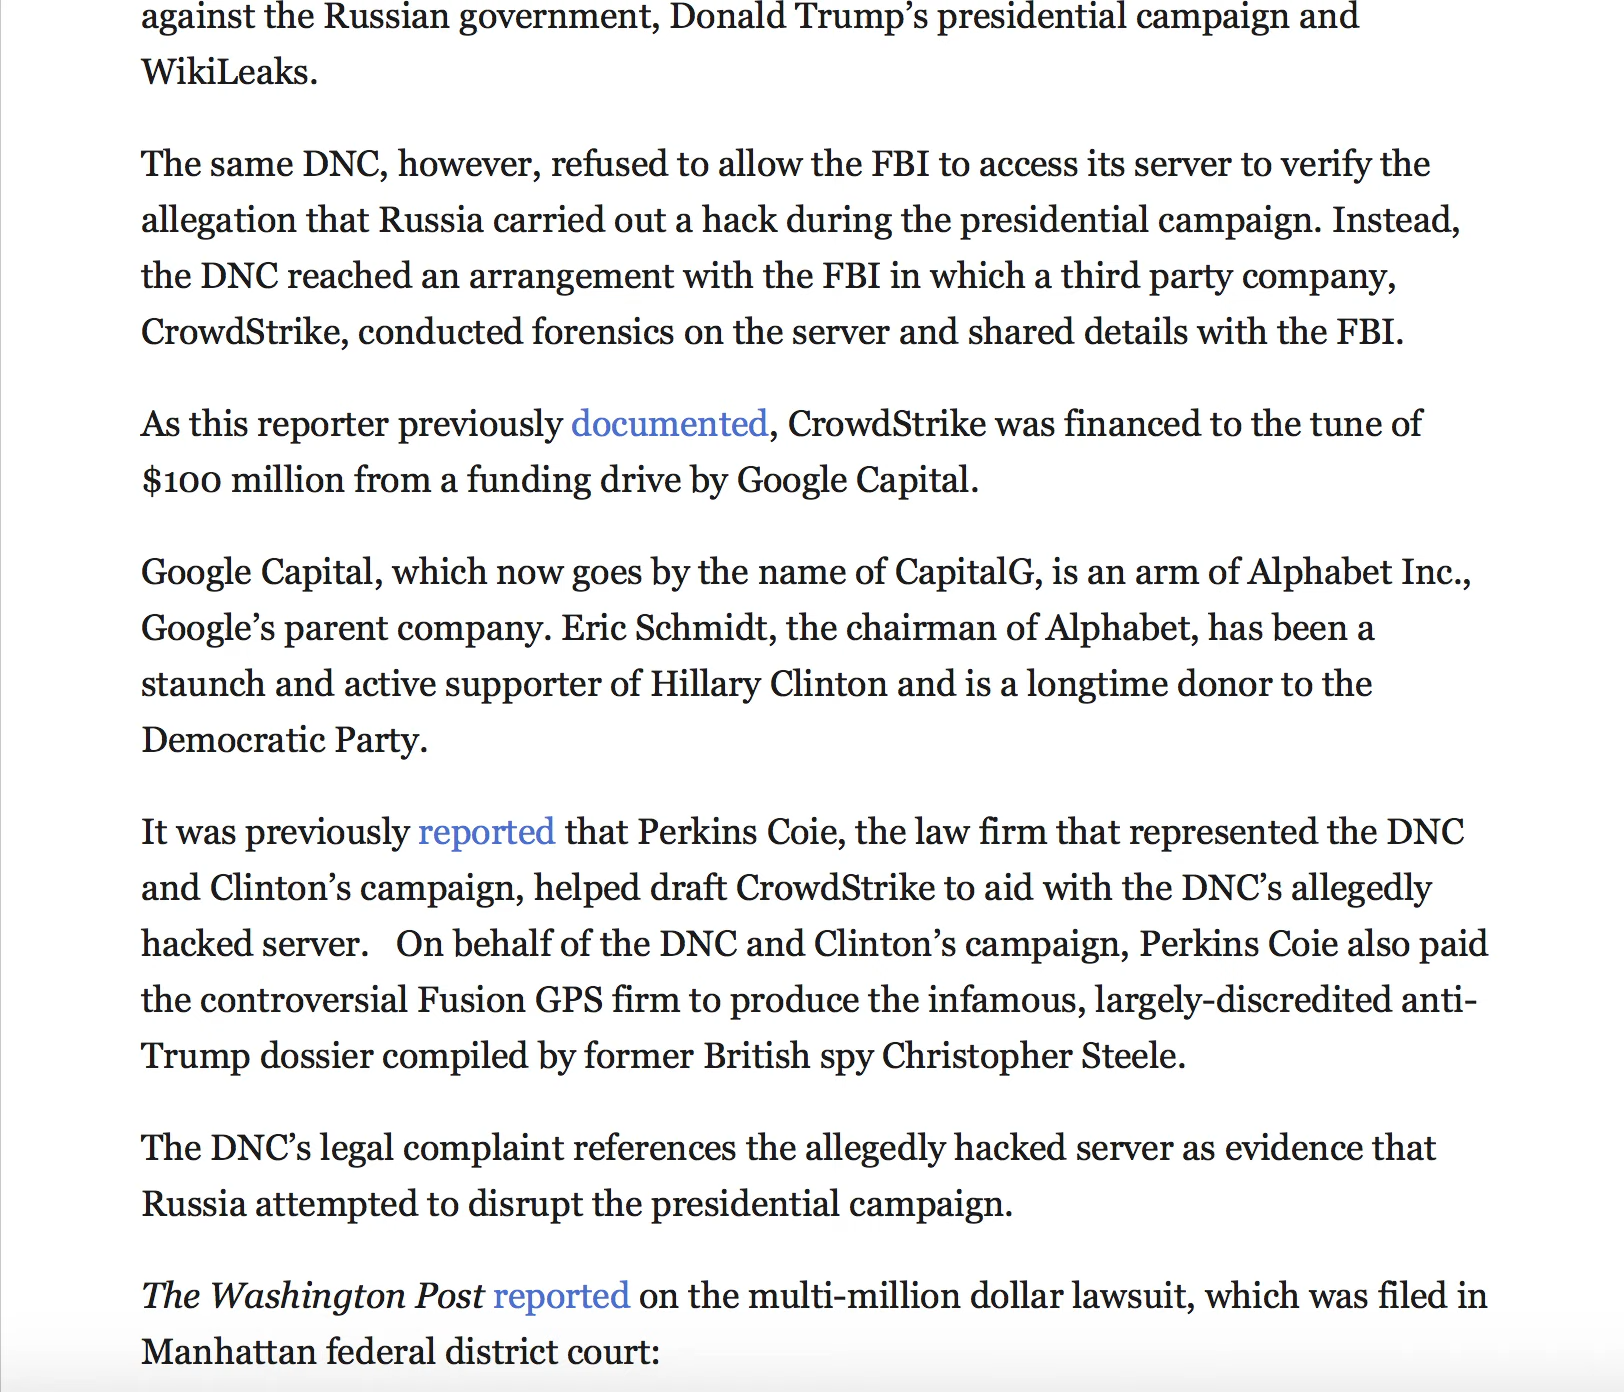 against the Russian government, Donald Trump’s presidential campaign and
WikiLeaks.
The same DNC, however, refused to allow the FBI to access its server to verify the
allegation that Russia carried out a hack during the presidential campaign. Instead,
the DNC reached an arrangement with the FBI in which a third party company,
CrowdStrike, conducted forensics on the server and shared details with the FBI.
As this reporter previously documented, CrowdStrike was financed to the tune of
$100 million from a funding drive by Google Capital.
Google Capital, which now goes by the name of CapitalG, is an arm of Alphabet Inc.,
Google’s parent company. Eric Schmidt, the chairman of Alphabet, has been a
staunch and active supporter of Hillary Clinton and is a longtime donor to the
Democratic Party.
It was previously reported that Perkins Coie, the law firm that represented the DNC
and Clinton’s campaign, helped draft CrowdStrike to aid with the DNC’s allegedly
hacked server.   On behalf of the DNC and Clinton’s campaign, Perkins Coie also paid
the controversial Fusion GPS firm to produce the infamous, largely-discredited anti-
Trump dossier compiled by former British spy Christopher Steele.
The DNC’s legal complaint references the allegedly hacked server as evidence that
Russia attempted to disrupt the presidential campaign.
The Washington Post reported on the multi-million dollar lawsuit, which was filed in
Manhattan federal district court: